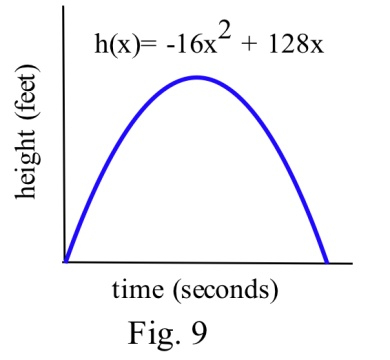 h(x)= -16x² + 128x
height (feet)
time (seconds)
Fig. 9